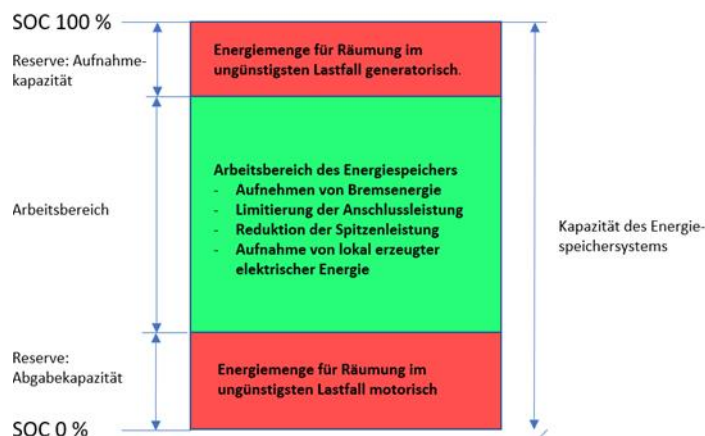 SOC 100 %
Reserve: Aufnahme-
kapazität
Energiemenge für Räumung im
ungünstigsten Lastfall generatorisch.
Arbeitsbereich
Arbeitsbereich des Energiespeichers
- Aufnehmen von Bremsenergie
- Limitierung der Anschlussleistung
- Reduktion der Spitzenleistung
- Aufnahme von lokal erzeugter
elektrischer Energie
Kapazität des Energie-
speichersystems
Reserve:
Abgabekapazität
Energiemenge für Räumung im
ungünstigsten Lastfall motorisch
SOC 0 %